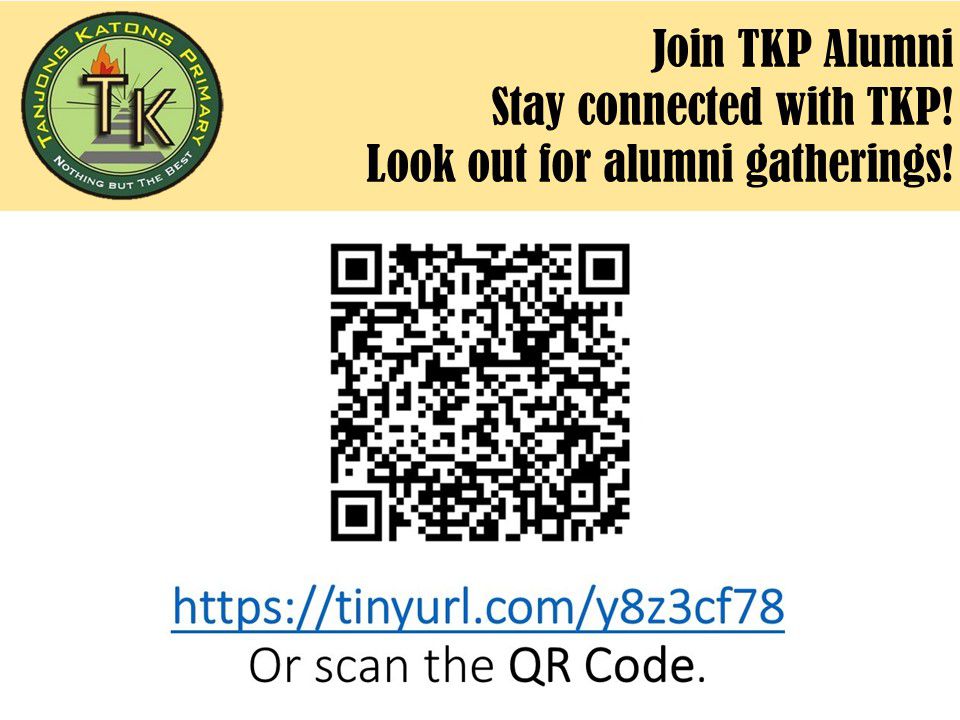 TANJONG KATONG PRIMARY
TK
NOTHING BUT THE BEST
Join TKP Alumni
Stay connected with TKP!
Look out for alumni gatherings!
https://tinyurl.com/y8z3cf78
Or scan the QR Code.